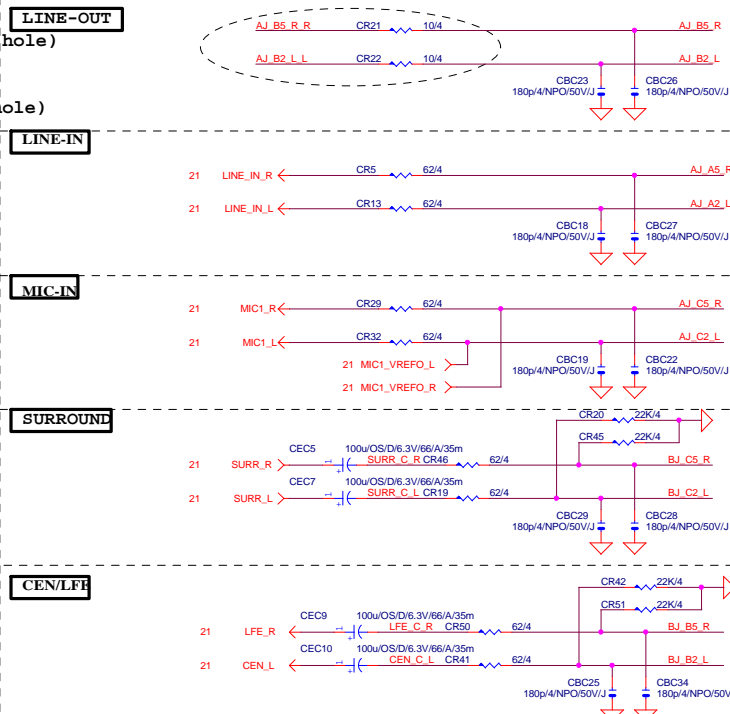 LINE-OUT
hole)
AJ_B5_R_R CR21 10/4 AJ_B5_R
AJ_B2_L_L CR22 10/4 AJ_B2_L
CBC23 CBC26
180p/4/NPO/50V/J 180p/4/NPO/50V/J
hole)
LINE-IN
21 LINE_IN_R CR5 62/4 AJ_A5_R
21 LINE_IN_L CR13 62/4 AJ_A2_L
CBC18 CBC27
180p/4/NPO/50V/J 180p/4/NPO/50V/J
MIC-IN
21 MIC1_R CR29 62/4 AJ_C5_R
21 MIC1_L CR32 62/4 AJ_C2_L
21 MIC1_VREFO_L CBC19 CBC22
180p/4/NPO/50V/J 180p/4/NPO/50V/J
21 MIC1_VREFO_R
SURROUND
CR20 22K/4
CR45 22K/4
CEC5 100u/OS/D/6.3V/66/A/35m
21 SURR_R 1 + SURR_C_R CR46 62/4 BJ_C5_R
CEC7 100u/OS/D/6.3V/66/A/35m
21 SURR_L 1 + SURR_C_L CR19 62/4 BJ_C2_L
CBC29 CBC28
180p/4/NPO/50V/J 180p/4/NPO/50V/J
CEN/LFE
CR42 22K/4
CR51 22K/4
CEC9 100u/OS/D/6.3V/66/A/35m
21 LFE_R 1 + LFE_C_R CR50 62/4 BJ_B5_R
CEC10 100u/OS/D/6.3V/66/A/35m
21 CEN_L 1 + CEN_C_L CR41 62/4 BJ_B2_L
CBC25 CBC34
180p/4/NPO/50V/J 180p/4/NPO/50V